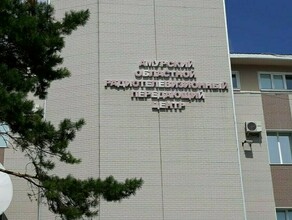 АМУРСКИЙ
ОБЛАСТНОЙ
РАДИОТЕЛЕВИЗИОННЫЙ
ПЕРЕДАЮЩИЙ
ЦЕНТР